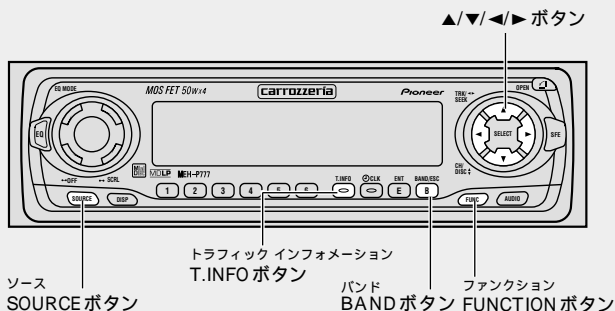 ▲/▼/◄/► ボタン
EQ MODE
MOS FET 50W×4
carrozzeria
Pioneer
TRK/
SEEK
OPEN
EQ
SELECT
SFE
CH/
DISC
OFF
SCRL
MDLP
MEH-P777
T.INFO
CLK
ENT
BAND/ESC
1 2 3 4 5 6
E
B
SOURCE
DISP
FUNC
AUDIO
トラフィック インフォメーション
T.INFOボタン
ソース
SOURCEボタン
バンド
BANDボタン
ファンクション
FUNCTIONボタン